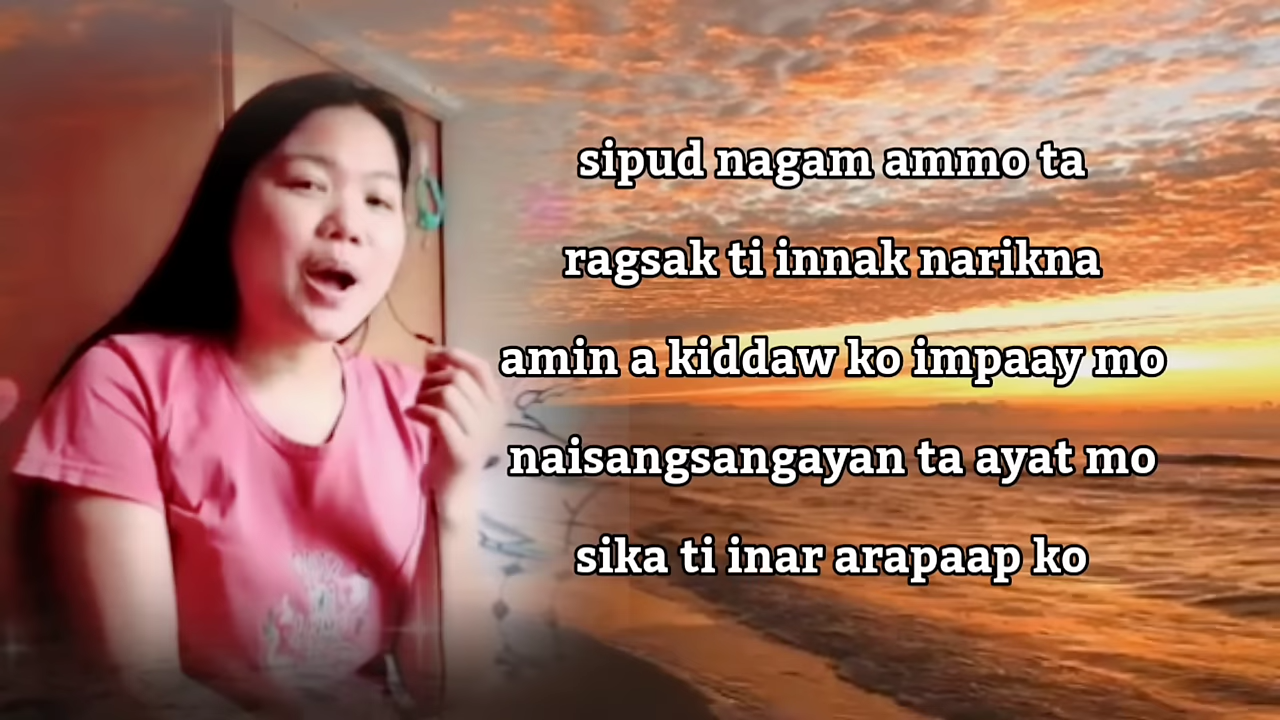 sipud nagam ammo ta
ragsak ti innak narikna
amin a kiddaw ko impaay mo
naisangsangayan ta ayat mo
sika ti inar arapaap ko